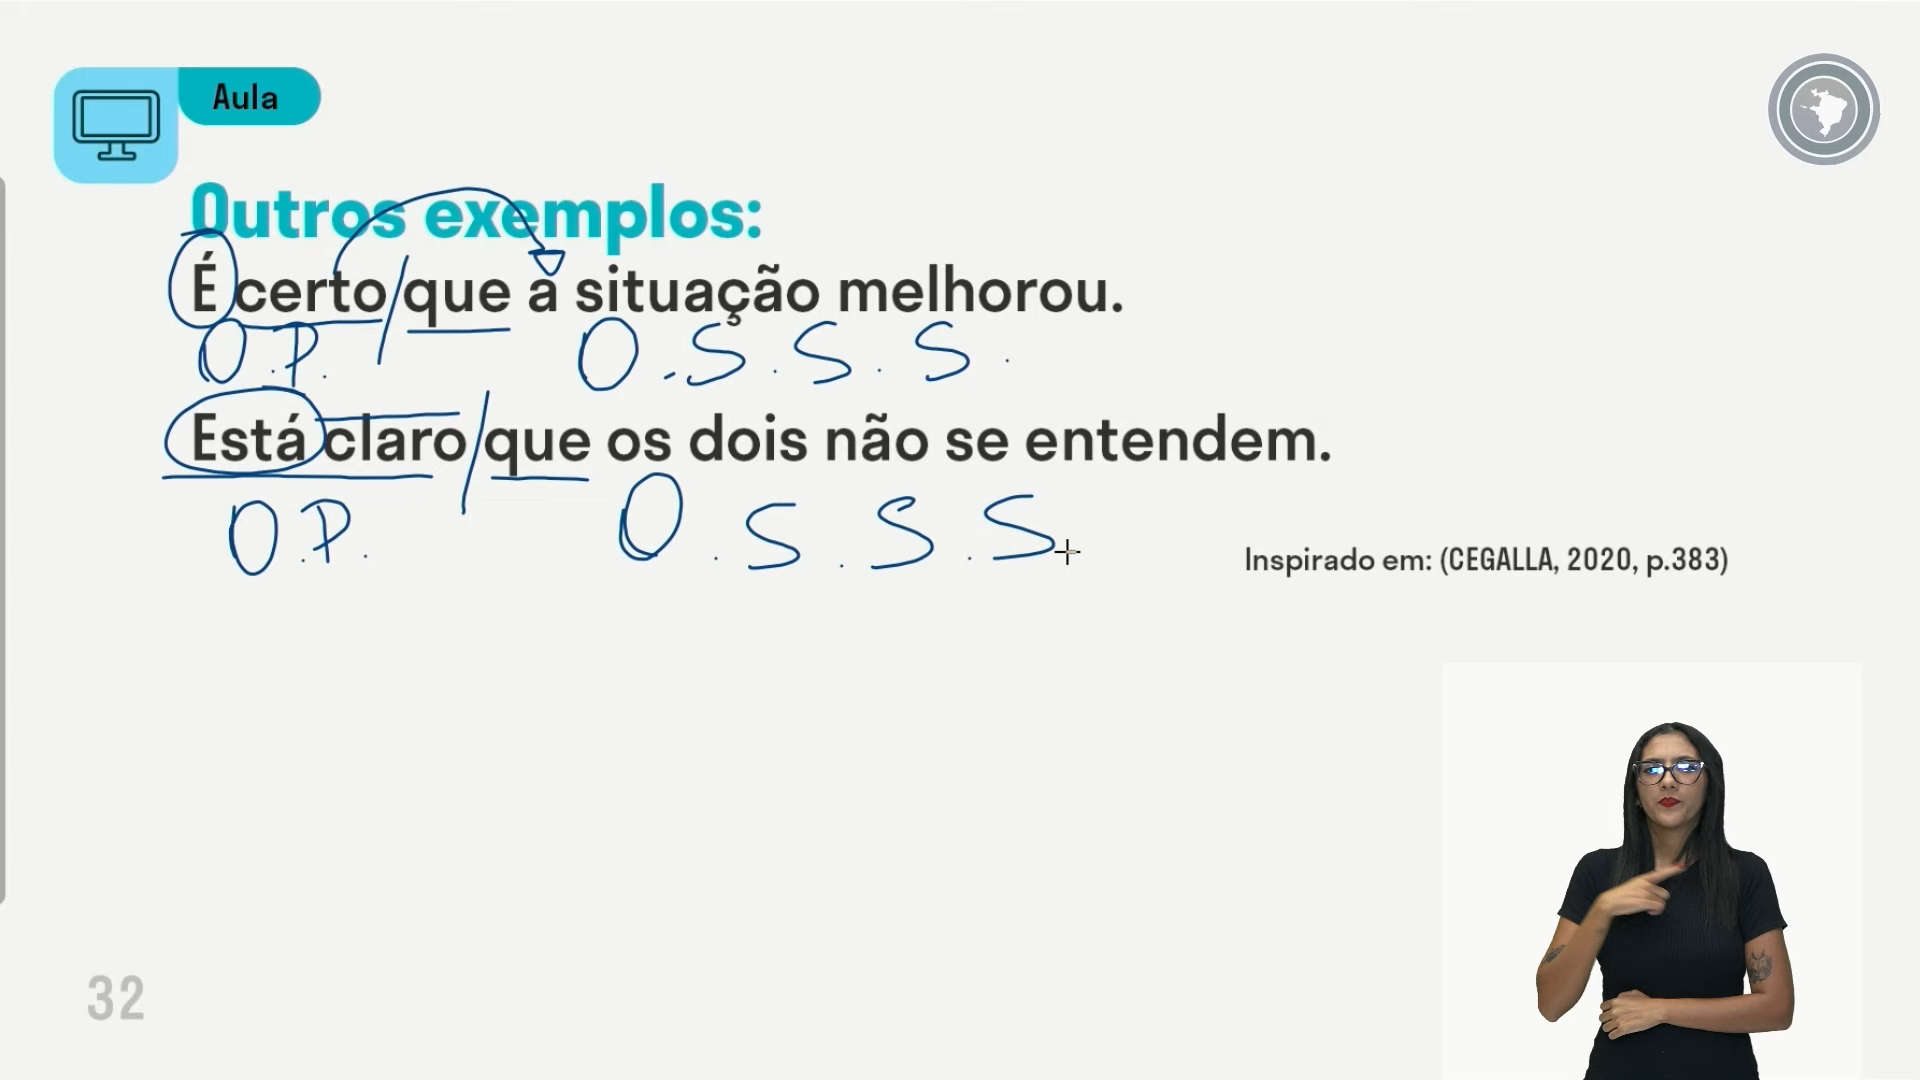 Aula
Outros exemplos:
É certo que a situação melhorou.
O.P. O.S.S.S.
Está claro que os dois não se entendem.
O.P. O.S.S.S
Inspirado em: (CEGALLA, 2020, p.383)
32